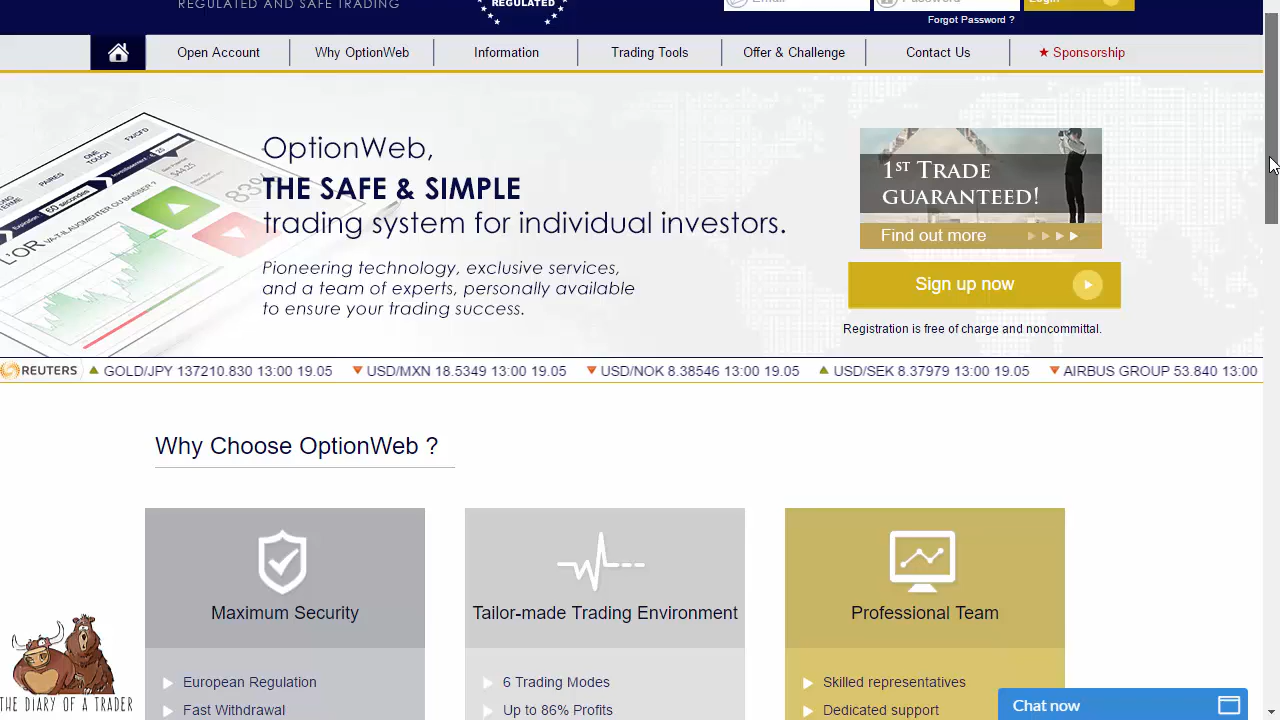 REGULATED AND SAFE TRADING
REGULATED
Email
Password
Login
Forgot Password ?
Open Account
Why OptionWeb
Information
Trading Tools
Offer & Challenge
Contact Us
★ Sponsorship
OptionWeb,
THE SAFE & SIMPLE
trading system for individual investors.
Pioneering technology, exclusive services,
and a team of experts, personally available
to ensure your trading success.
1ST TRADE
GUARANTEED!
Find out more
Sign up now
Registration is free of charge and noncommittal.
REUTERS GOLD/JPY 137210.830 13:00 19.05 USD/MXN 18.5349 13:00 19.05 USD/NOK 8.38546 13:00 19.05 USD/SEK 8.37979 13:00 19.05 AIRBUS GROUP 53.840 13:00
Why Choose OptionWeb ?
Maximum Security
European Regulation
Fast Withdrawal
Tailor-made Trading Environment
6 Trading Modes
Up to 86% Profits
Professional Team
Skilled representatives
Dedicated support
Chat now
THE DIARY OF A TRADER